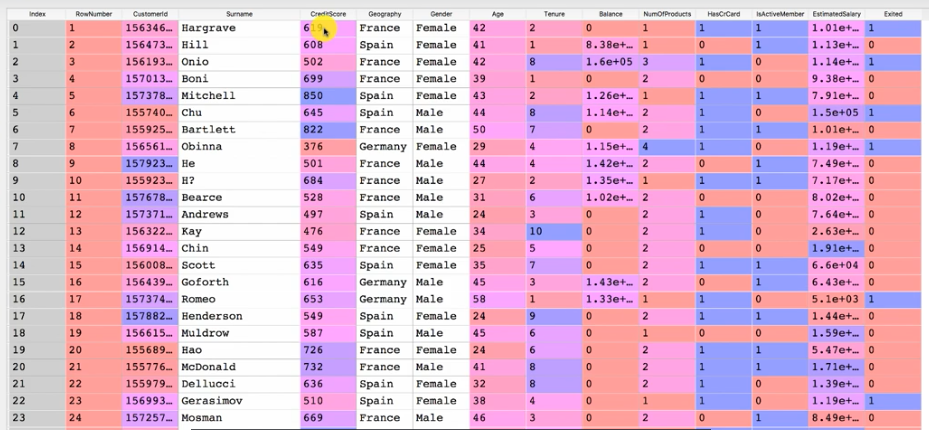 Index RowNumber CustomerId Surname CreditScore Geography Gender Age Tenure Balance NumOfProducts HasCrCard IsActiveMember EstimatedSalary Exited
0 1 156346... Hargrave 619 France Female 42 2 0 1 1 1 1.01e+... 1
1 2 156473... Hill 608 Spain Female 41 1 8.38e+... 1 0 1 1.13e+... 0
2 3 156193... Onio 502 France Female 42 8 1.6e+05 3 1 0 1.14e+... 1
3 4 157013... Boni 699 France Female 39 1 0 2 0 0 9.38e+... 0
4 5 157378... Mitchell 850 Spain Female 43 2 1.26e+... 1 1 1 7.91e+... 0
5 6 155740... Chu 645 Spain Male 44 8 1.14e+... 2 1 0 1.5e+05 1
6 7 155925... Bartlett 822 France Male 50 7 0 2 1 1 1.01e+... 0
7 8 156561... Obinna 376 Germany Female 29 4 1.15e+... 4 1 0 1.19e+... 1
8 9 157923... He 501 France Male 44 4 1.42e+... 2 0 1 7.49e+... 0
9 10 155923... H? 684 France Male 27 2 1.35e+... 1 1 1 7.17e+... 0
10 11 157678... Bearce 528 France Male 31 6 1.02e+... 2 0 0 8.02e+... 0
11 12 157371... Andrews 497 Spain Male 24 3 0 2 1 0 7.64e+... 0
12 13 156322... Kay 476 France Female 34 10 0 2 1 0 2.63e+... 0
13 14 156914... Chin 549 France Female 25 5 0 2 0 0 1.91e+... 0
14 15 156008... Scott 635 Spain Female 35 7 0 2 1 1 6.6e+04 0
15 16 156439... Goforth 616 Germany Male 45 3 1.43e+... 2 0 1 6.43e+... 0
16 17 157374... Romeo 653 Germany Male 58 1 1.33e+... 1 1 0 5.1e+03 1
17 18 157882... Henderson 549 Spain Female 24 9 0 2 1 1 1.44e+... 0
18 19 156615... Muldrow 587 Spain Male 45 6 0 1 0 0 1.59e+... 0
19 20 155689... Hao 726 France Female 24 6 0 2 1 1 5.47e+... 0
20 21 155776... McDonald 732 France Male 41 8 0 2 1 1 1.71e+... 0
21 22 155979... Dellucci 636 Spain Female 32 8 0 2 1 0 1.39e+... 0
22 23 156993... Gerasimov 510 Spain Female 38 4 0 1 1 0 1.19e+... 1
23 24 157257... Mosman 669 France Male 46 3 0 2 0 1 8.49e+... 0